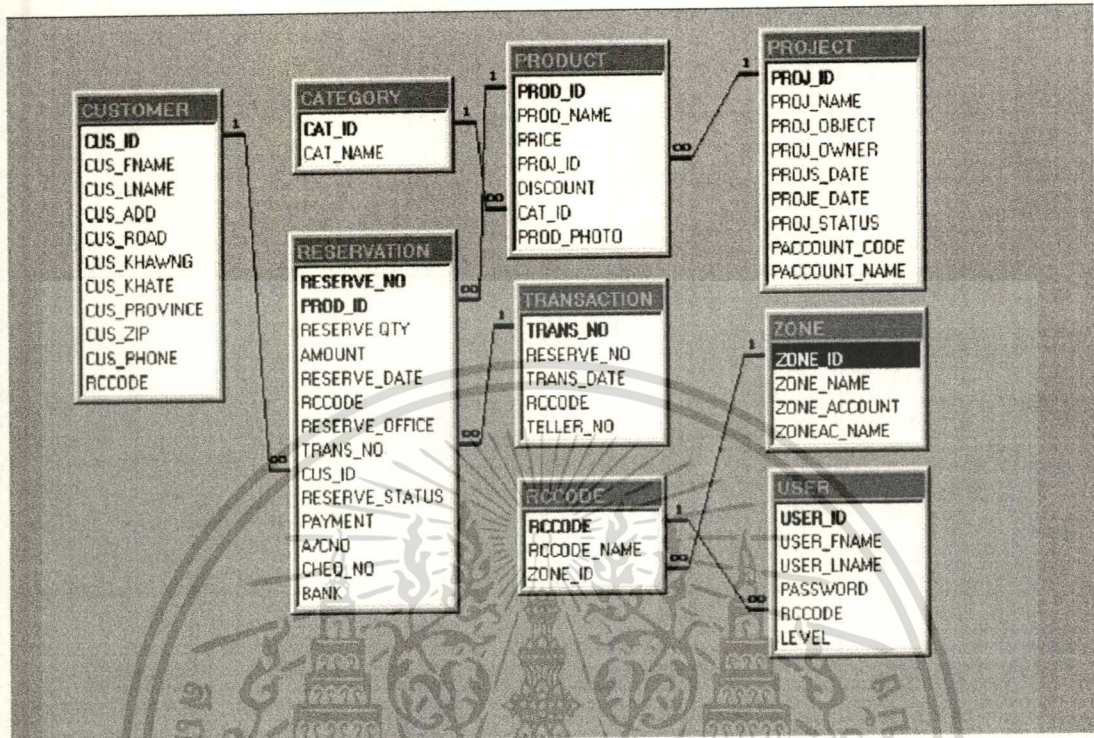 CUSTOMER
CUS_ID
CUS_FNAME
CUS_LNAME
CUS_ADD
CUS_ROAD
CUS_KHAWNG
CUS_KHATE
CUS_PROVINCE
CUS_ZIP
CUS_PHONE
RCCODE
1
∞
CATEGORY
CAT_ID
CAT_NAME
1
∞
RESERVATION
RESERVE_NO
PROD_ID
RESERVE QTY
AMOUNT
RESERVE_DATE
RCCODE
RESERVE_OFFICE
TRANS_NO
CUS_ID
RESERVE_STATUS
PAYMENT
A/CNO
CHEQ_NO
BANK
∞
∞
1
PRODUCT
PROD_ID
PROD_NAME
PRICE
PROJ_ID
DISCOUNT
CAT_ID
PROD_PHOTO
∞
1
PROJECT
PROJ_ID
PROJ_NAME
PROJ_OBJECT
PROJ_OWNER
PROJS_DATE
PROJE_DATE
PROJ_STATUS
PACCOUNT_CODE
PACCOUNT_NAME
1
TRANSACTION
TRANS_NO
RESERVE_NO
TRANS_DATE
RCCODE
TELLER_NO
RCCODE
RCCODE
RCCODE_NAME
ZONE_ID
1
∞
1
ZONE
ZONE_ID
ZONE_NAME
ZONE_ACCOUNT
ZONEAC_NAME
∞
USER
USER_ID
USER_FNAME
USER_LNAME
PASSWORD
RCCODE
LEVEL